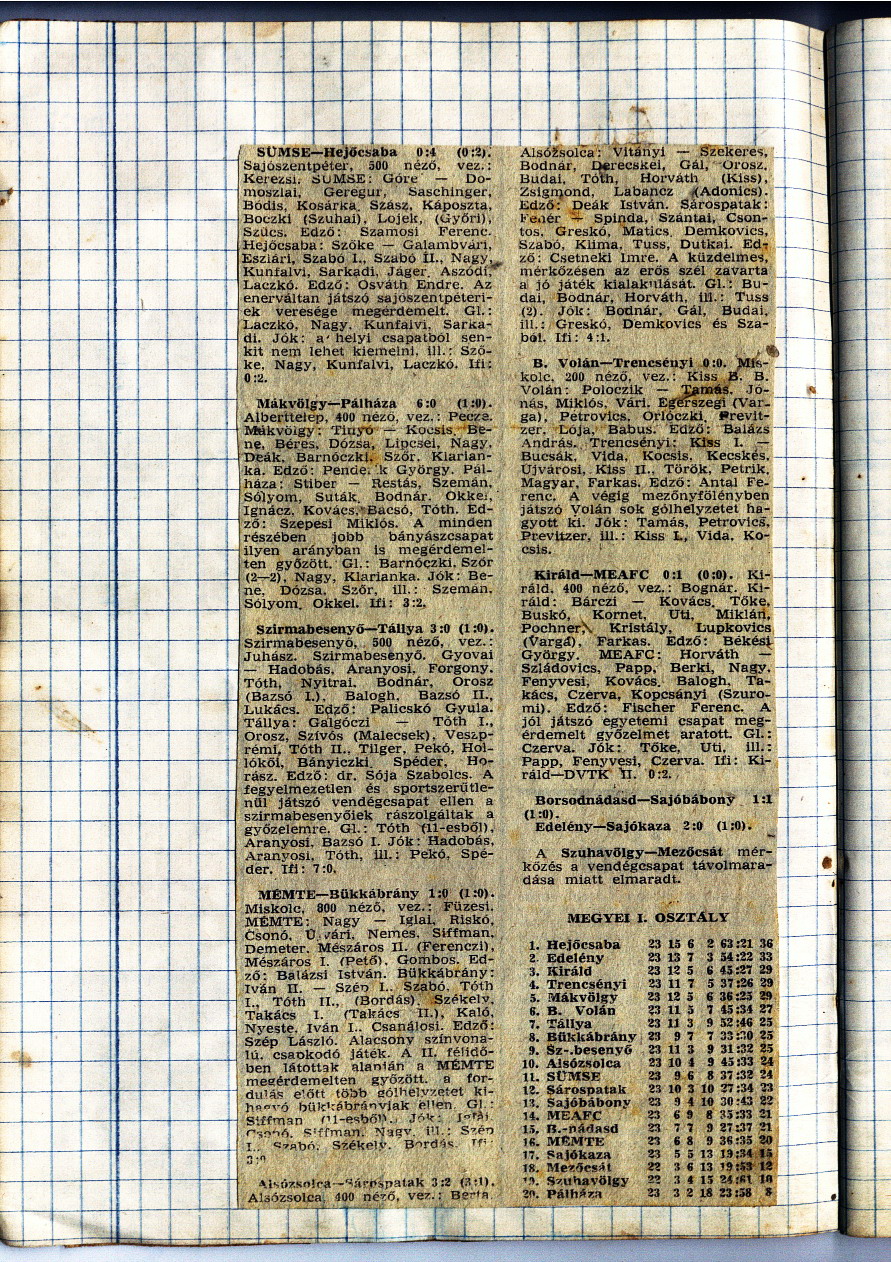 SÜMSE—Hejőcsaba 0:4 (0:2).
Sajószentpéter, 500 néző, vez.:
Kerezsi. SÜMSE: Góre — Do-
moszlai, Geregur, Saschinger,
Bódis, Kosárka, Szász, Káposzta,
Boczki (Szuhai), Lojek, (Győri),
Szűcs. Edző: Szamosi Ferenc.
Hejőcsaba: Szőke — Galambvári,
Eszlári, Szabó I., Szabó II., Nagy,
Kunfalvi, Sarkadi, Jáger, Aszódi,
Laczkó. Edző: Osváth Endre. Az
enerváltan játszó sajószentpéteri-
ek veresége megérdemelt. Gl.:
Laczkó, Nagy, Kunfalvi, Sarka-
di. Jók: a helyi csapatból sen-
kit nem lehet kiemelni, ill.: Sző-
ke, Nagy, Kunfalvi, Laczkó. Ifi:
0:2.
Mákvölgy—Pálháza 6:0 (1:0).
Alberttelep, 400 néző, vez.: Pecze.
Mákvölgy: Tinyó — Kocsis, Be-
ne, Béres, Dózsa, Lipcsei, Nagy,
Deák, Barnóczki, Szőr, Klarian-
ka. Edző: György. Pál-
háza: Stiber — Restás, Szemán,
Sólyom, Suták, Bodnár, Okkel,
Ignácz, Kovács, Bacsó, Tóth. Ed-
ző: Szepesi Miklós. A minden
részében jobb bányászcsapat
ilyen arányban is megérdemel-
ten győzött. Gl.: Barnóczki, Szőr
(2—2), Nagy, Klarianka. Jók: Be-
ne, Dózsa, Szőr, ill.: Szemán,
Sólyom, Okkel. Ifi: 3:2.
Szirmabesenyő—Tállya 3:0 (1:0).
Szirmabesenyő, 500 néző, vez.:
Juhász. Szirmabesenyő. Gyovai
— Hadobás, Aranyosi, Forgony,
Tóth, Nyitrai, Bodnár, Orosz
(Bazsó I.), Balogh, Bazsó II.,
Lukács. Edző: Palicskó Gyula.
Tállya: Galgóczi — Tóth I.,
Orosz, Szívós (Malecsek), Veszp-
rémi, Tóth II., Tilger, Pekó, Hol-
lókői, Bányiczki, Spéder, Ho-
rász. Edző: dr. Sója Szabolcs. A
fegyelmezetlen és sportszerűtle-
nül játszó vendégcsapat ellen a
szirmabesenyőiek rászolgáltak a
győzelemre. Gl.: Tóth (11-esből),
Aranyosi, Bazsó I. Jók: Hadobás,
Aranyosi, Tóth, ill.: Pekó, Spé-
der. Ifi: 7:0.
MÉMTE—Bükkábrány 1:0 (1:0).
Miskolc, 800 néző, vez.: Füzesi.
MÉMTE: Nagy — Iglai, Riskó,
Csonó, Nemes, Siffman,
Demeter, Mészáros II. (Ferenczi),
Mészáros I. (Pető), Gombos. Ed-
ző: Balázsi István. Bükkábrány:
Iván II. — Szép I., Szabó, Tóth
I., Tóth II., (Bordás), Székely,
Takács I. (Takács II.), Kaló,
Nyeste, Iván I., Csanálosi. Edző:
Szép László. Alacsony színvona-
lú, csapkodó játék. A II. félidő-
ben látottak alapján a MÉMTE
megérdemelten győzött, a for-
dulás előtt több gólhelyzetet ki-
hagyó bükkábrányiak ellen. Gl.:
Siffman (11-esből). Jók: Iglai,
Csonó, Siffman, Nagy, ill.: Szép
I., Szabó, Székely, Bordás. Ifi:
3:0
Alsózsolca—Sárospatak 3:2 (3:1).
Alsózsolca, 400 néző, vez.: Berta.
Alsózsolca: Vitányi — Szekeres,
Bodnár, Derecskei, Gál, Orosz,
Budai, Tóth, Horváth (Kiss),
Zsigmond, Labancz (Adonics).
Edző: Deák István. Sárospatak:
Fehér — Spinda, Szántai, Cson-
tos, Greskó, Matics, Demkovics,
Szabó, Klima, Tuss, Dutkai. Ed-
ző: Csetneki Imre. A küzdelmes,
mérkőzésen az erős szél zavarta
a jó játék kialakulását. Gl.: Bu-
dai, Bodnár, Horváth, ill.: Tuss
(2). Jók: Bodnár, Gál, Budai,
ill.: Greskó, Demkovics és Sza-
ból. Ifi: 4:1.
B. Volán—Trencsényi 0:0. Mis-
kolc, 200 néző, vez.: Kiss B. B.
Volán: Poloczik — Tamás, Jó-
nás, Miklós, Vári, Egerszegi (Var-
ga), Petrovics, Orlóczki, Previt-
zer, Loja, Babus. Edző: Balázs
András. Trencsényi: Kiss I. —
Bucsák, Vida, Kocsis, Kecskés,
Ujvárosi, Kiss II., Török, Petrik,
Magyar, Farkas. Edző: Antal Fe-
renc. A végig mezőnyfölényben
játszó Volán sok gólhelyzetet ha-
gyott ki. Jók: Tamás, Petrovics,
Previtzer, ill.: Kiss I., Vida, Ko-
csis.
Királd—MEAFC 0:1 (0:0). Ki-
ráld, 400 néző, vez.: Bognár. Ki-
ráld: Bárczi — Kovács, Tőke,
Buskó, Kornet, Uti, Miklán,
Pochner, Kristály, Lupkovics
(Varga), Farkas. Edző: Békési
György. MEAFC: Horváth —
Szládovics, Papp, Berki, Nagy,
Fenyvesi, Kovács, Balogh, Ta-
kács, Czerva, Kopcsányi (Szuro-
mi). Edző: Fischer Ferenc. A
jól játszó egyetemi csapat meg-
érdemelt győzelmet aratott. Gl.:
Czerva. Jók: Tőke, Uti, ill.:
Papp, Fenyvesi, Czerva. Ifi: Ki-
ráld—DVTK II. 0:2.
Borsodnádasd—Sajóbábony 1:1
(1:0).
Edelény—Sajókaza 2:0 (1:0).
A Szuhavölgy—Mezőcsát mér-
kőzés a vendégcsapat távolmara-
dása miatt elmaradt.
MEGYEI I. OSZTÁLY
1. Hejőcsaba 23 15 6 2 63:21 36
2. Edelény 23 13 7 3 54:22 33
3. Királd 23 12 5 6 45:27 29
4. Trencsényi 23 11 7 5 37:26 29
5. Mákvölgy 23 12 5 6 36:25 29
6. B. Volán 23 11 5 7 45:34 27
7. Tállya 23 11 3 9 52:46 25
8. Bükkábrány 23 9 7 7 33:30 25
9. Sz-.besenyő 23 11 3 9 31:32 25
10. Alsózsolca 23 10 4 9 45:33 24
11. SÜMSE 23 9 6 8 37:32 24
12. Sárospatak 23 10 3 10 27:34 23
13. Sajóbábony 23 9 4 10 30:43 22
14. MEAFC 23 6 9 8 35:33 21
15. B.-nádasd 23 7 7 9 27:37 21
16. MÉMTE 23 6 8 9 36:35 20
17. Sajókaza 23 5 5 13 19:34 15
18. Mezőcsát 22 3 6 13 19:53 12
19. Szuhavölgy 22 3 4 15 24:61 10
20. Pálháza 23 3 2 18 23:58 8